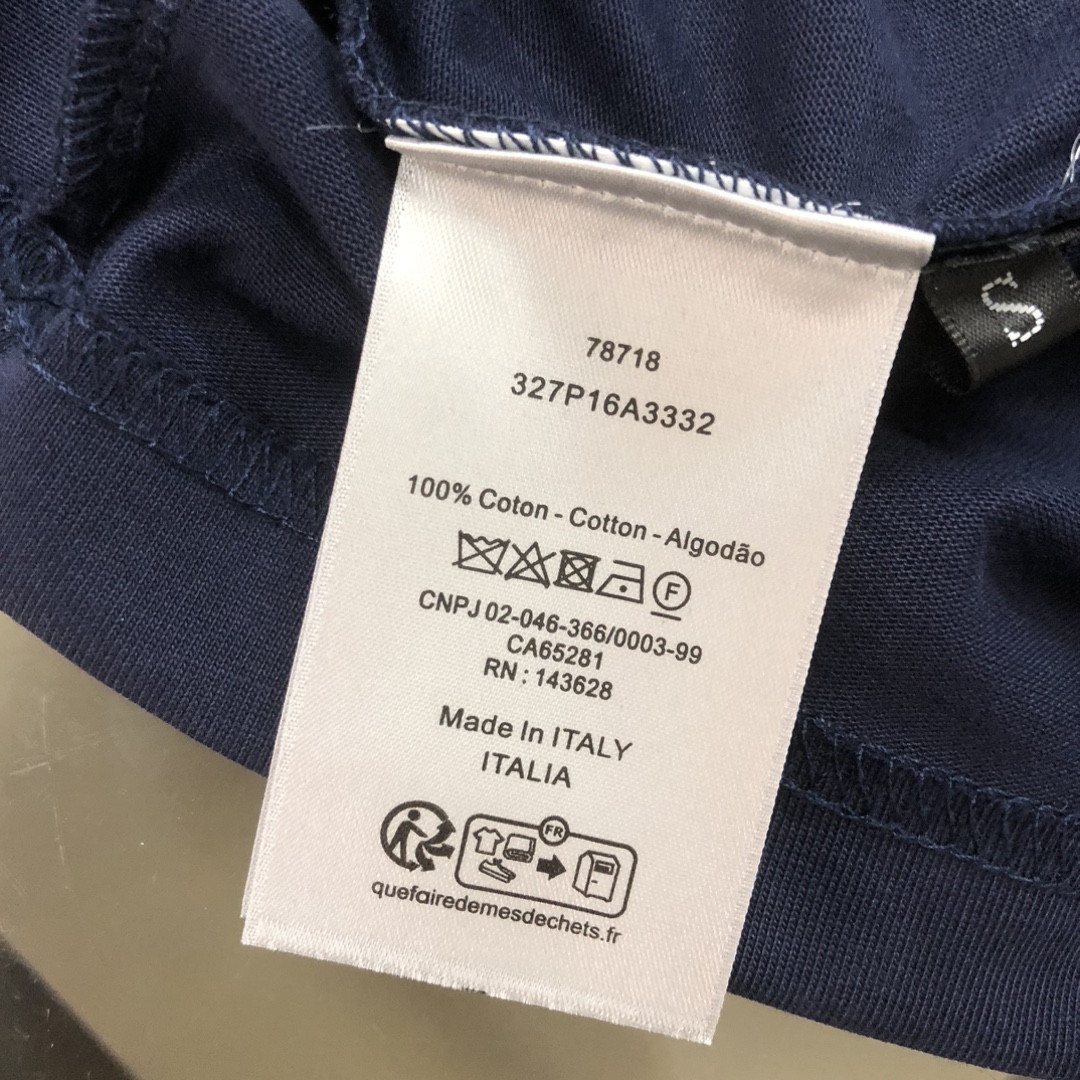 S
78718
327P16A3332
100% Coton - Cotton - Algodão
F
CNPJ 02-046-366/0003-99
CA65281
RN : 143628
Made In ITALY
ITALIA
FR
quefairedemesdechets.fr